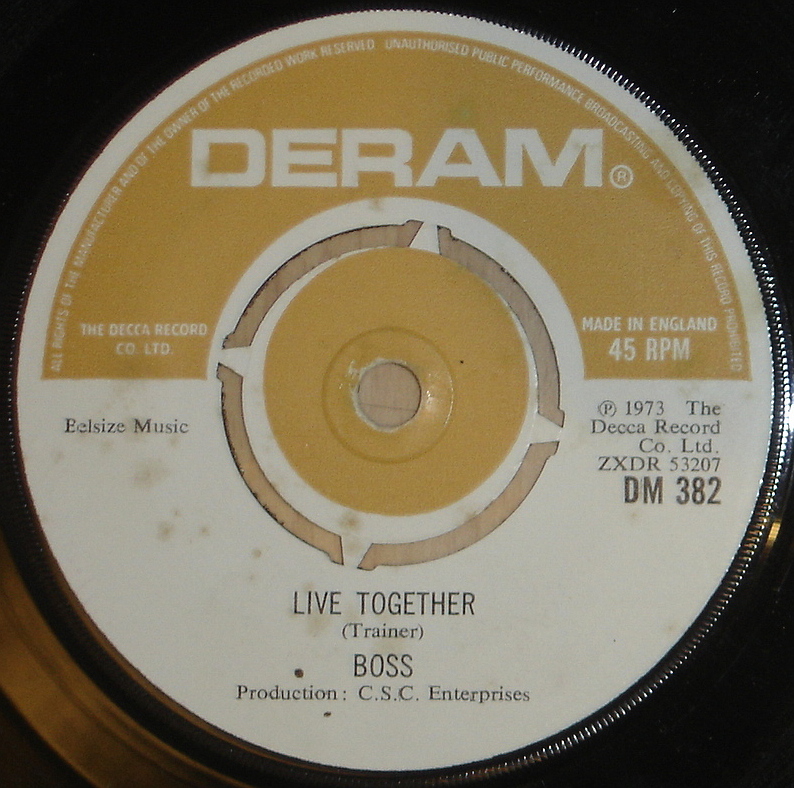 ALL RIGHTS OF THE MANUFACTURER AND OF THE OWNER OF THE RECORDED WORK RESERVED UNAUTHORISED PUBLIC PERFORMANCE BROADCASTING AND COPYING OF THIS RECORD PROHIBITED
DERAM®
THE DECCA RECORD
CO. LTD.
MADE IN ENGLAND
45 RPM
Eelsize Music
℗ 1973 The
Decca Record
Co. Ltd.
ZXDR 53207
DM 382
LIVE TOGETHER
(Trainer)
BOSS
Production: C.S.C. Enterprises